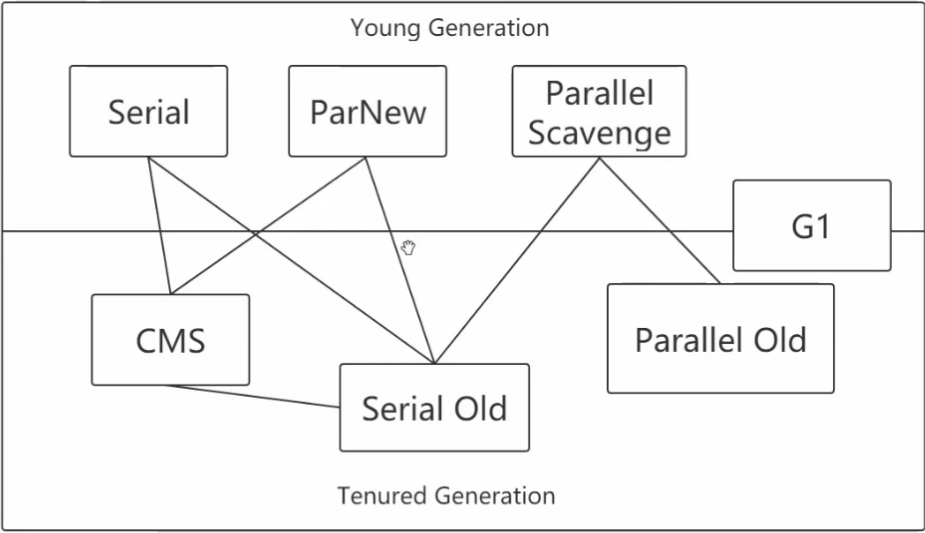 Young Generation
Serial
ParNew
Parallel
Scavenge
G1
CMS
Parallel Old
Serial Old
Tenured Generation